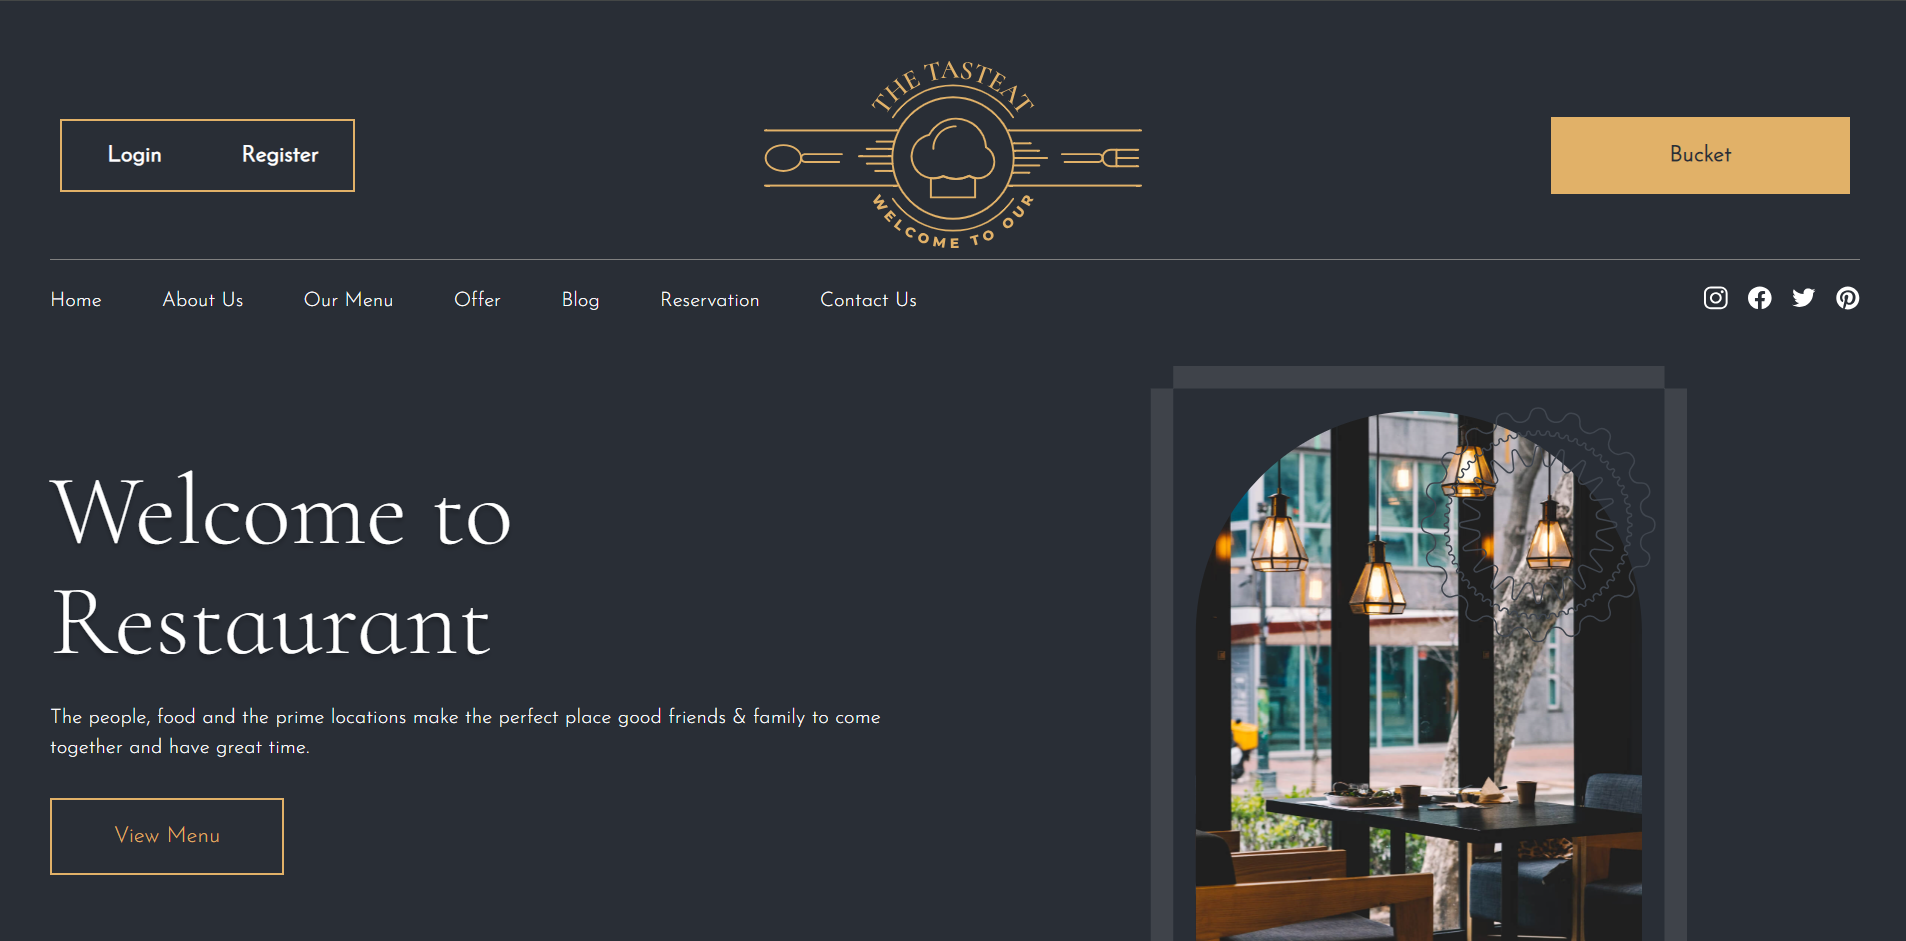 THE TASTEAT
Login Register
Bucket
WELCOME TO OUR
Home About Us Our Menu Offer Blog Reservation Contact Us
Welcome to
Restaurant
The people, food and the prime locations make the perfect place good friends & family to come
together and have great time.
View Menu